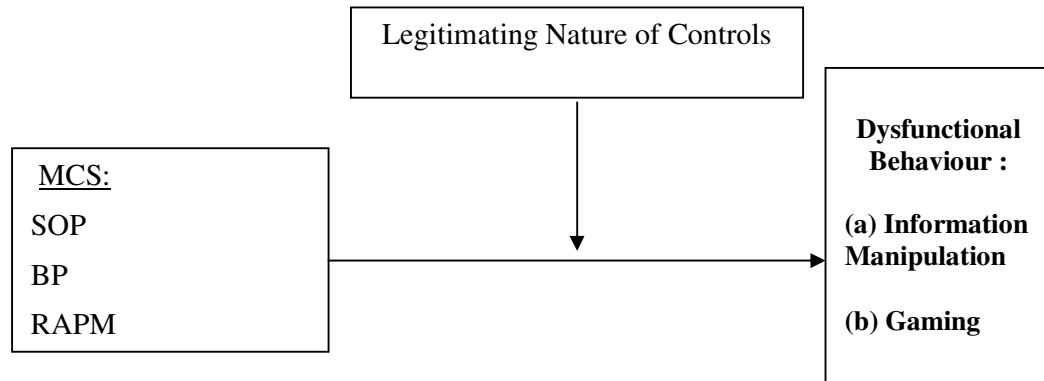 Legitimating Nature of Controls
MCS:
SOP
BP
RAPM
Dysfunctional
Behaviour :
(a) Information
Manipulation
(b) Gaming